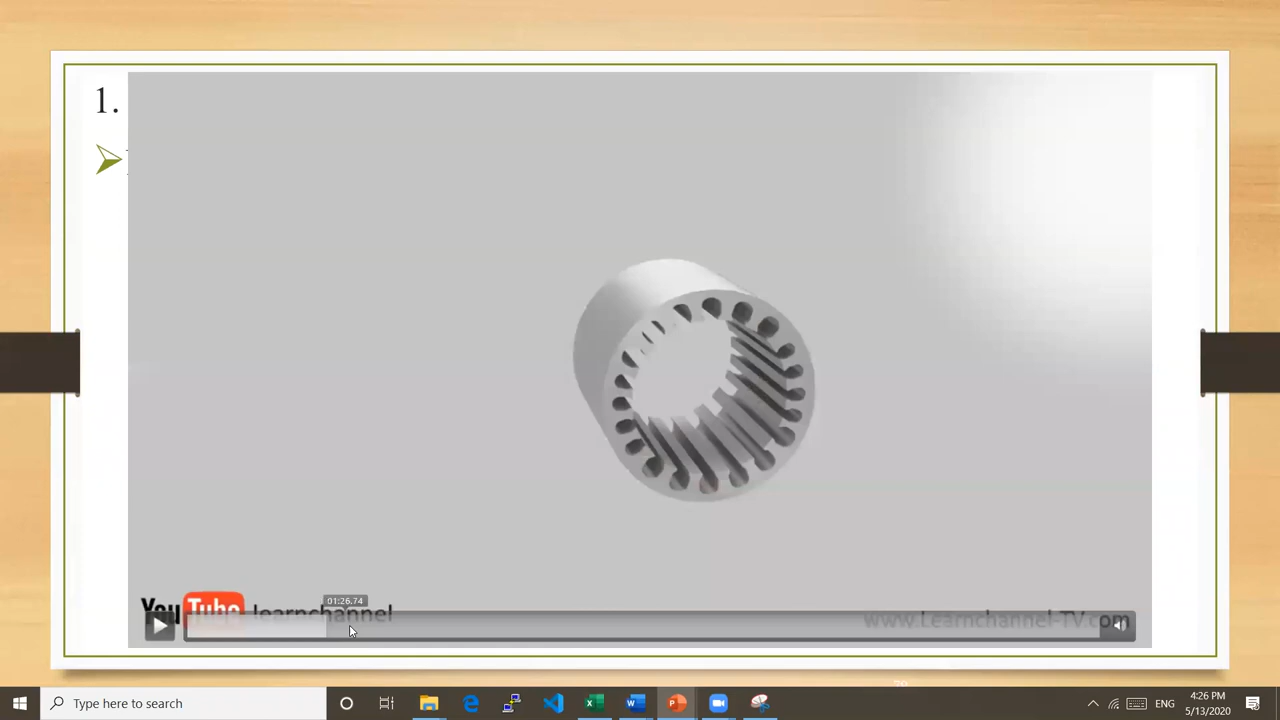 1.
YouTube learnchannel
www.Learnchannel-TV.com
01:26.74
Type here to search
ENG
4:26 PM
5/13/2020